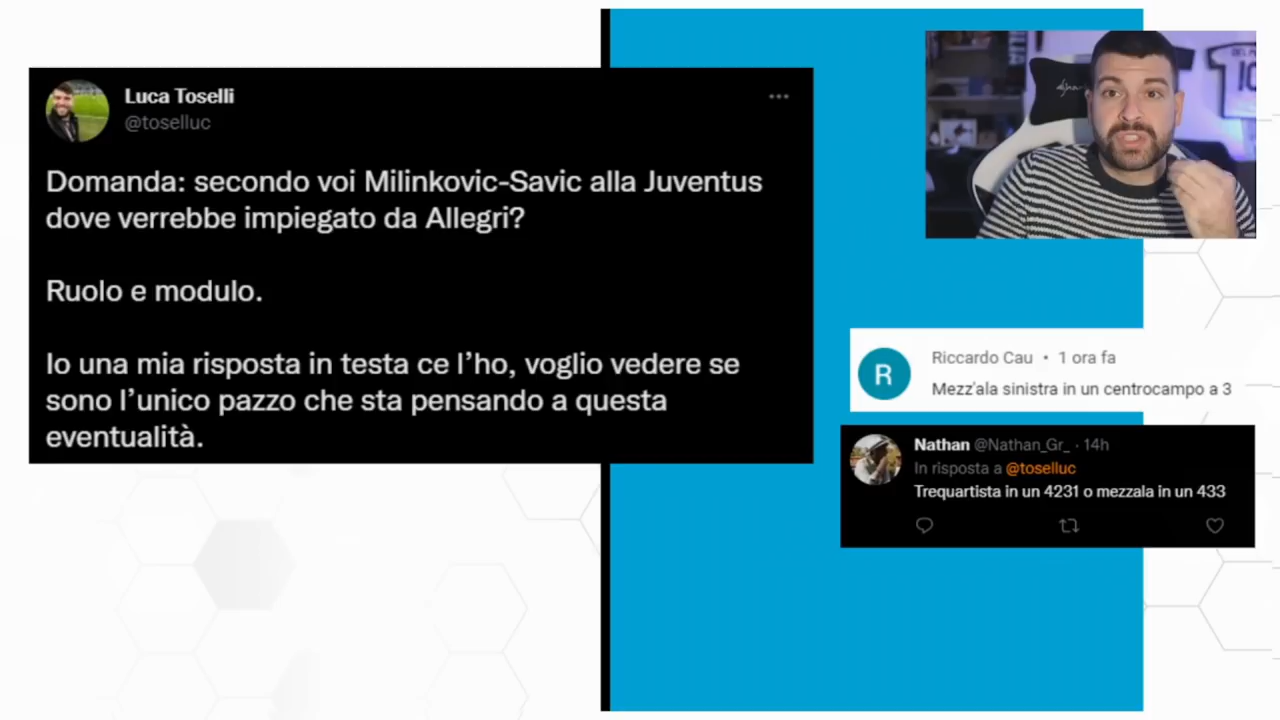 Luca Toselli
@toselluc
Domanda: secondo voi Milinkovic-Savic alla Juventus
dove verrebbe impiegato da Allegri?
Ruolo e modulo.
Io una mia risposta in testa ce l'ho, voglio vedere se
sono l'unico pazzo che sta pensando a questa
eventualità.
R
Riccardo Cau • 1 ora fa
Mezz'ala sinistra in un centrocampo a 3
Nathan @Nathan_Gr_ · 14h
In risposta a @toselluc
Trequartista in un 4231 o mezzala in un 433